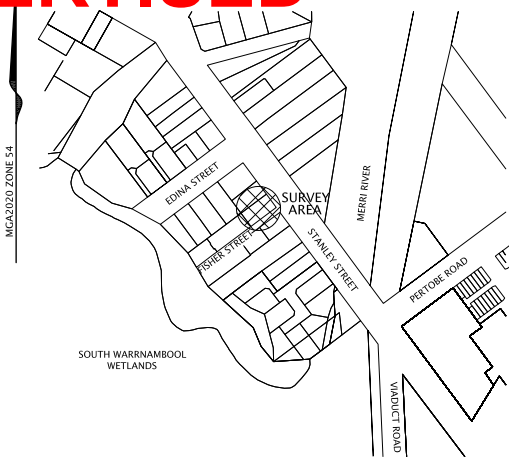 MGA2020 ZONE 54
EDINA STREET
SURVEY
AREA
MERRI RIVER
FISHER STREET
STANLEY STREET
PERTOBE ROAD
SOUTH WARRNAMBOOL
WETLANDS
VIADUCT ROAD